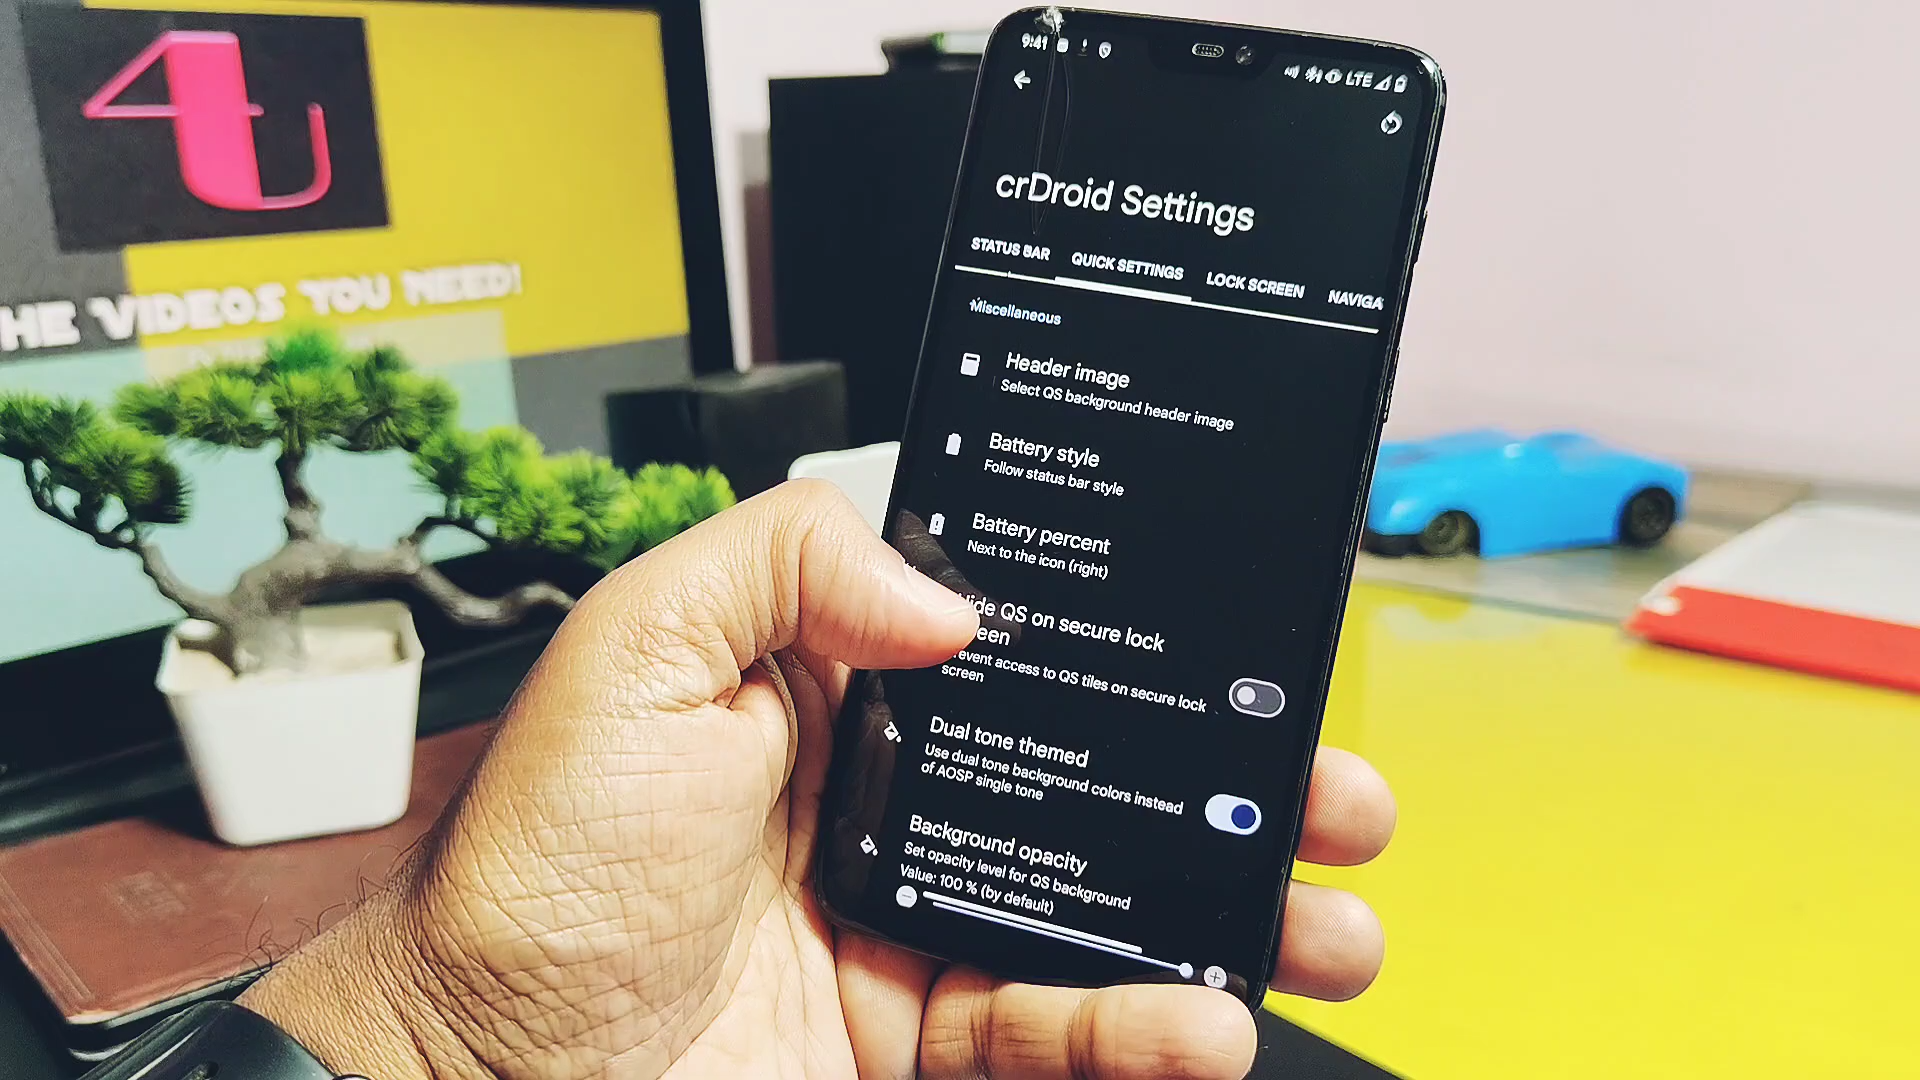 4U
HE VIDEOS YOU NEED!
9:41
LTE
crDroid Settings
STATUS BAR QUICK SETTINGS LOCK SCREEN NAVIGA
Miscellaneous
Header image
Select QS background header image
Battery style
Follow status bar style
Battery percent
Next to the icon (right)
ide QS on secure lock
een
revent access to QS tiles on secure lock
screen
Dual tone themed
Use dual tone background colors instead
of AOSP single tone
Background opacity
Set opacity level for QS background
Value: 100 % (by default)